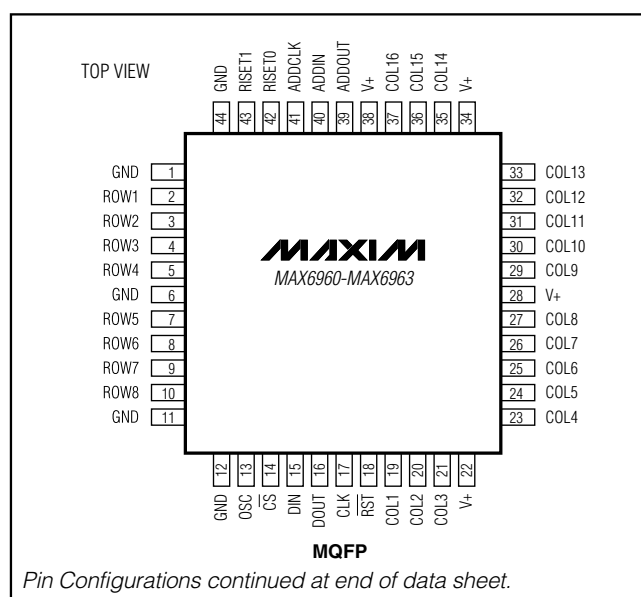 TOP VIEW
GND
RISET1
RISET0
ADDCLK
ADDIN
ADDOUT
V+
COL16
COL15
COL14
V+
44
43
42
41
40
39
38
37
36
35
34
GND 1
ROW1 2
ROW2 3
ROW3 4
ROW4 5
GND 6
ROW5 7
ROW6 8
ROW7 9
ROW8 10
GND 11
MAXIM
MAX6960-MAX6963
33 COL13
32 COL12
31 COL11
30 COL10
29 COL9
28 V+
27 COL8
26 COL7
25 COL6
24 COL5
23 COL4
12
13
14
15
16
17
18
19
20
21
22
GND
OSC
CS
DIN
DOUT
CLK
RST
COL1
COL2
COL3
V+
MQFP
Pin Configurations continued at end of data sheet.